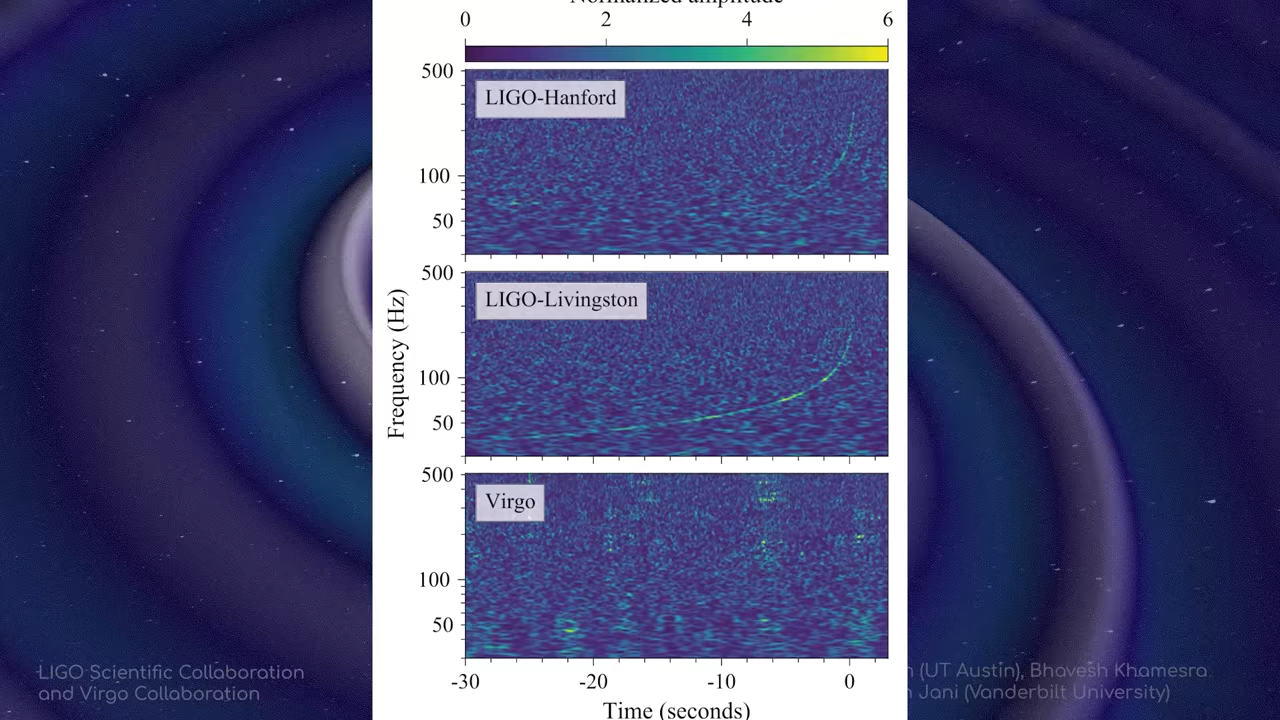 Normalized amplitude
0 2 4 6
500
LIGO-Hanford
100
50
500
LIGO-Livingston
100
50
Frequency (Hz)
500
Virgo
100
50
-30 -20 -10 0
Time (seconds)
LIGO Scientific Collaboration
and Virgo Collaboration
(UT Austin), Bhavesh Khamesra
Jani (Vanderbilt University)